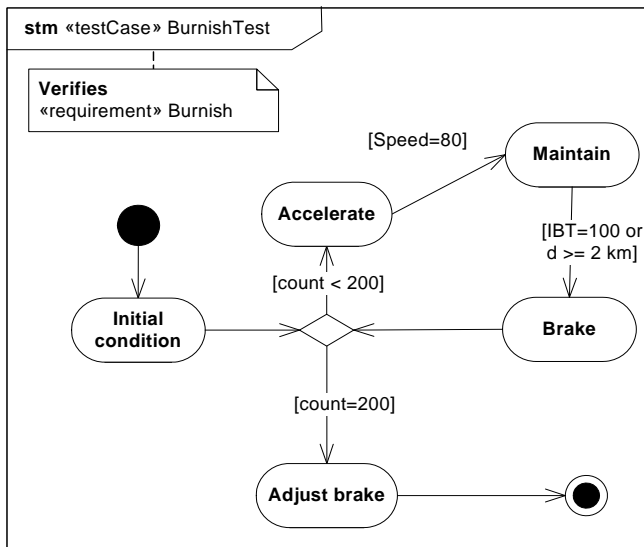 stm «testCase» BurnishTest
Verifies
«requirement» Burnish
[Speed=80]
Maintain
Accelerate
[IBT=100 or
d >= 2 km]
[count < 200]
Initial
condition
Brake
[count=200]
Adjust brake